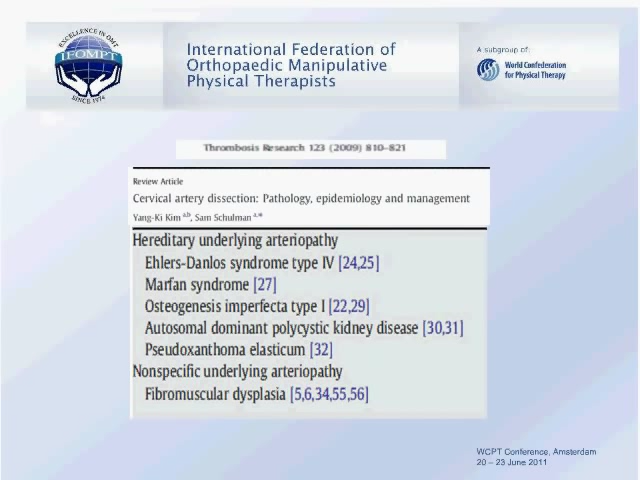 EXCELLENCE IN OMT
IFOMPT
SINCE 1974
International Federation of
Orthopaedic Manipulative
Physical Therapists
A subgroup of:
World Confederation
for Physical Therapy
Thrombosis Research 123 (2009) 810–821
Review Article
Cervical artery dissection: Pathology, epidemiology and management
Yang-Ki Kim a,b, Sam Schulman a,*
Hereditary underlying arteriopathy
Ehlers-Danlos syndrome type IV [24,25]
Marfan syndrome [27]
Osteogenesis imperfecta type I [22,29]
Autosomal dominant polycystic kidney disease [30,31]
Pseudoxanthoma elasticum [32]
Nonspecific underlying arteriopathy
Fibromuscular dysplasia [5,6,34,55,56]
WCPT Conference, Amsterdam
20 – 23 June 2011